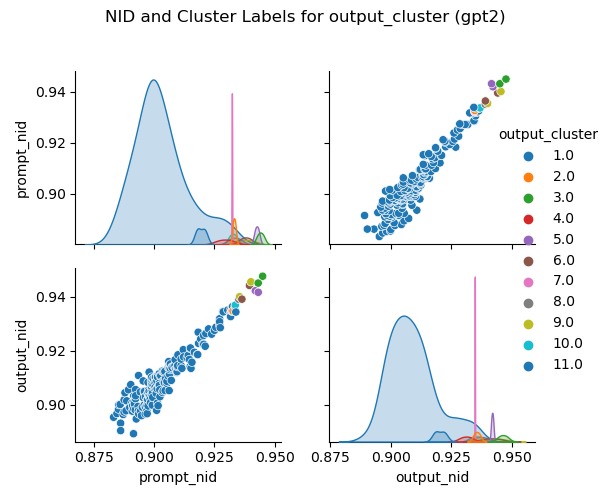 NID and Cluster Labels for output_cluster (gpt2)
prompt_nid
0.94
0.92
0.90
output_cluster
1.0
2.0
3.0
4.0
5.0
6.0
7.0
8.0
9.0
10.0
11.0
output_nid
0.94
0.92
0.90
0.875 0.900 0.925 0.950
prompt_nid
0.875 0.900 0.925 0.950
output_nid